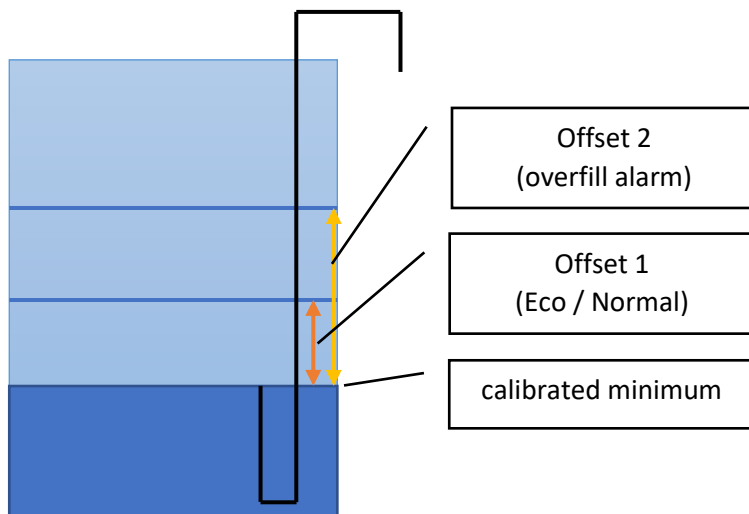 Offset 2
(overfill alarm)
Offset 1
(Eco / Normal)
calibrated minimum